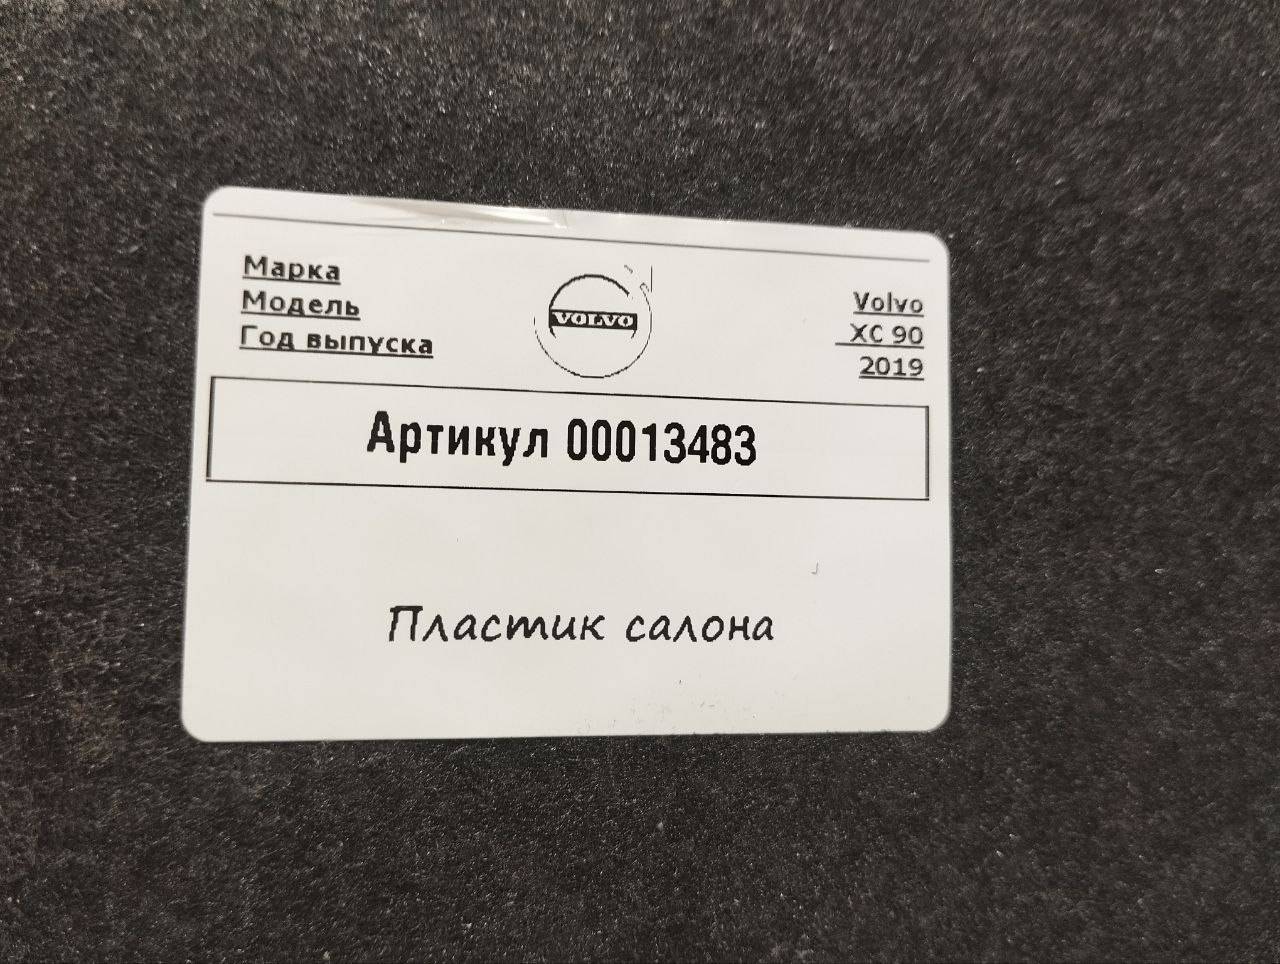 Марка
Модель
Год выпуска
VOLVO
Volvo
XC 90
2019
Артикул 00013483
Пластик салона